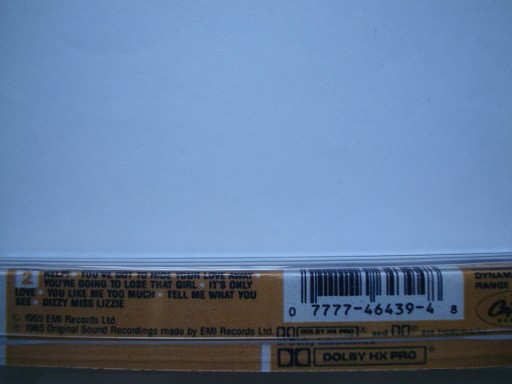 2
HELP! • YOU'VE GOT TO HIDE YOUR LOVE AWAY
YOU'RE GOING TO LOSE THAT GIRL • IT'S ONLY
LOVE • YOU LIKE ME TOO MUCH • TELL ME WHAT YOU
SEE • DIZZY MISS LIZZIE
℗ 1965 EMI Records Ltd.
℗ 1965 Original Sound Recordings made by EMI Records Ltd.
0 7777-46439-4 8
DYNAM
RANGE
DOLBY HX PRO
and
DOLBY HX PRO